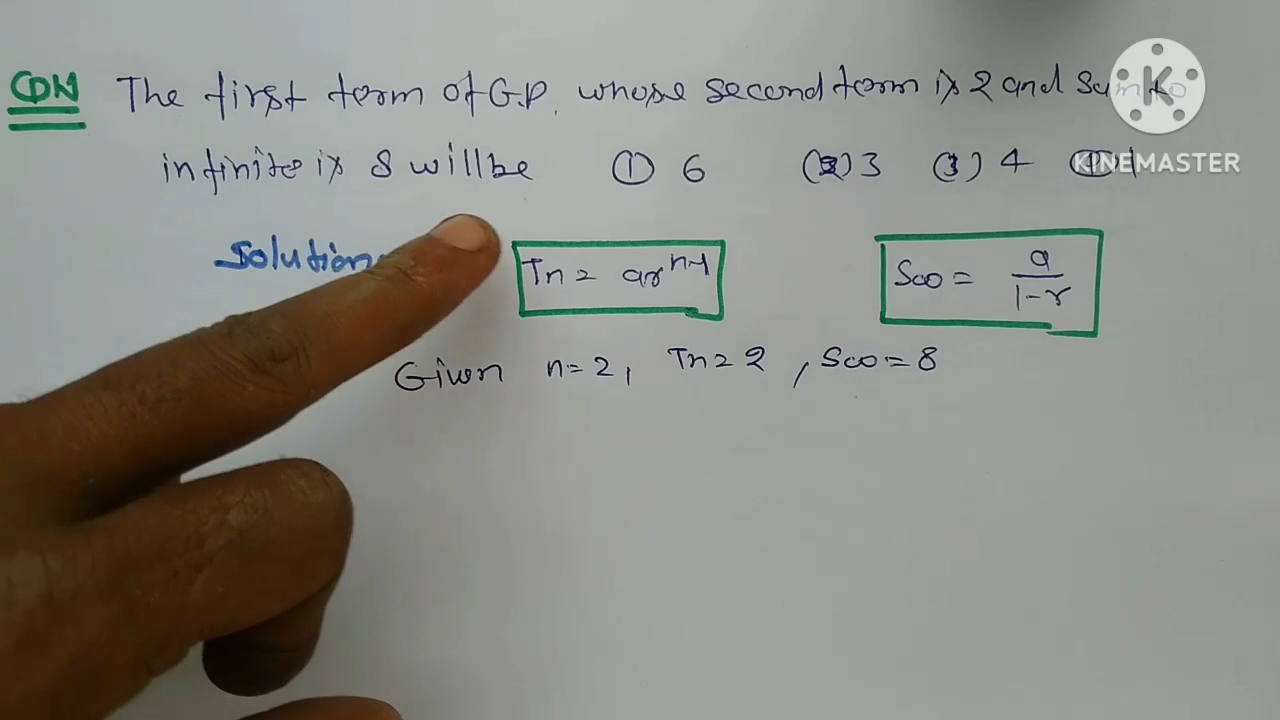 QN The first term of G.P. whose second term is 2 and Sum to
infinite is 8 will be ① 6 (2) 3 (3) 4
KINEMASTER
Solution
Tn = ar^n-1
S∞ = a/1-r
Given n=2, Tn=2, S∞=8